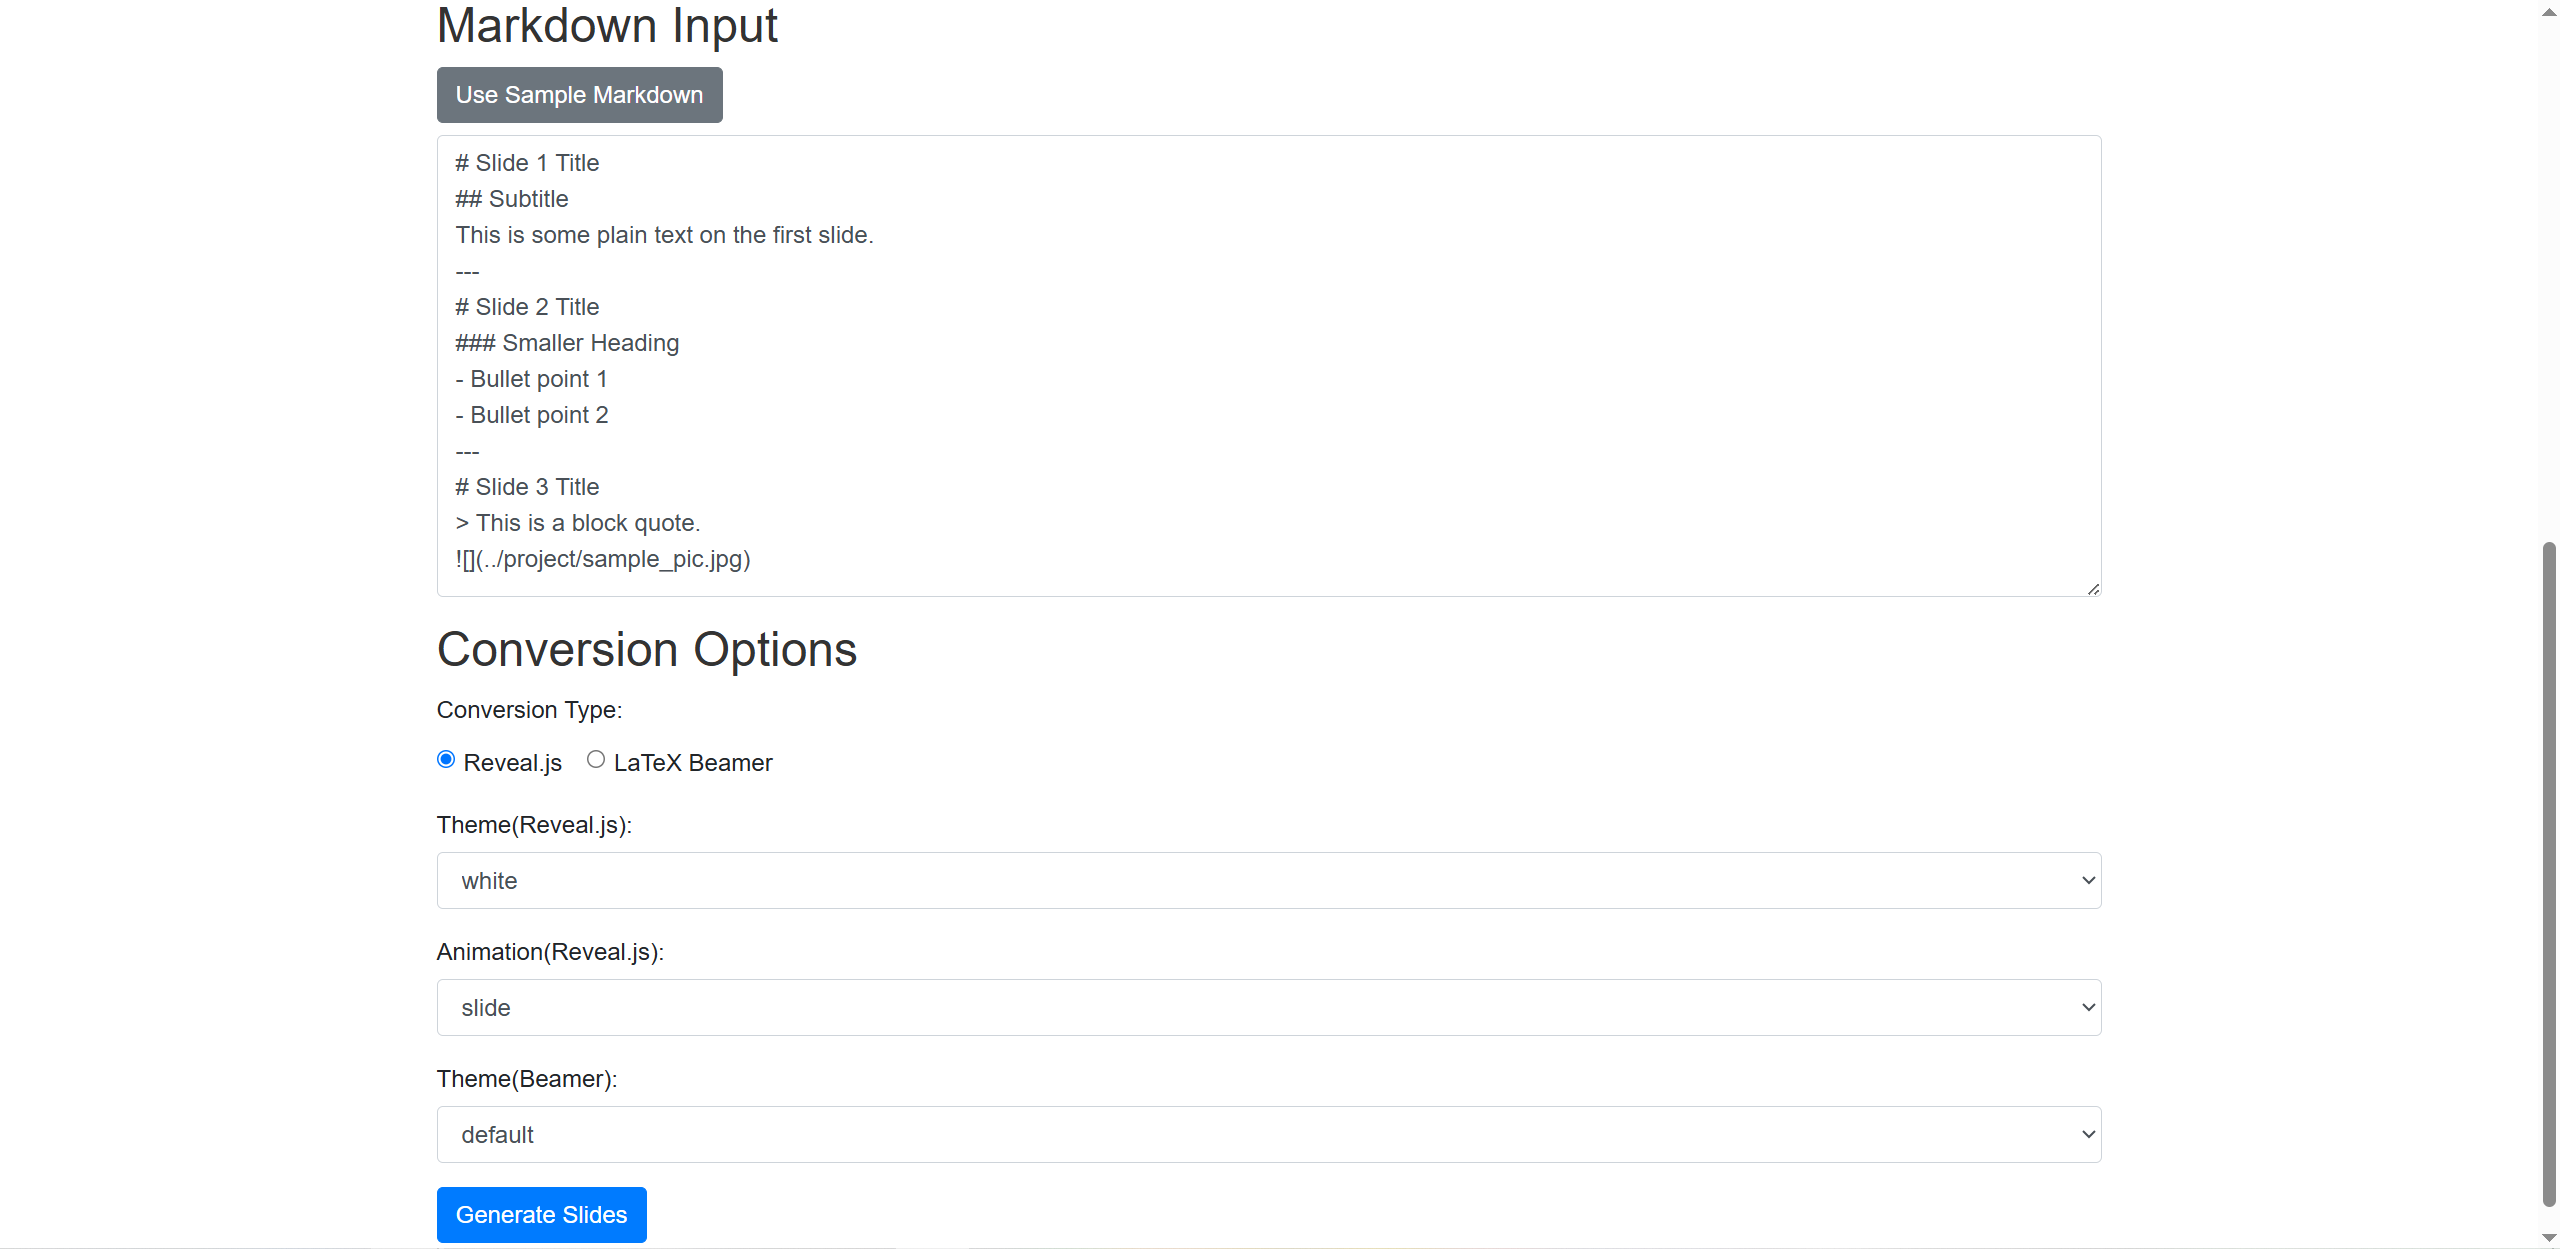 Markdown Input
Use Sample Markdown
# Slide 1 Title
## Subtitle
This is some plain text on the first slide.
---
# Slide 2 Title
### Smaller Heading
- Bullet point 1
- Bullet point 2
---
# Slide 3 Title
> This is a block quote.
![](../project/sample_pic.jpg)
Conversion Options
Conversion Type:
Reveal.js LaTeX Beamer
Theme(Reveal.js):
white
Animation(Reveal.js):
slide
Theme(Beamer):
default
Generate Slides